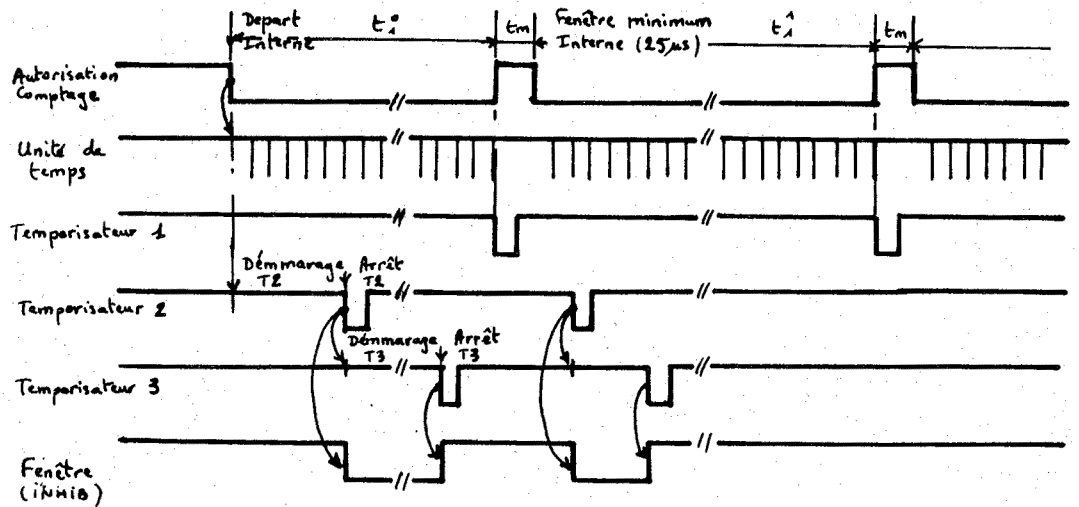 Depart
Interne
t₁⁰
tm
Fenêtre minimum
Interne (25µs)
t₁¹
tm
Autorisation
Comptage
Unité de
temps
Temporisateur 1
Démmarage
T2
Arrêt
T2
Temporisateur 2
Démmarage
T3
Arrêt
T3
Temporisateur 3
Fenêtre
(iNHiB)